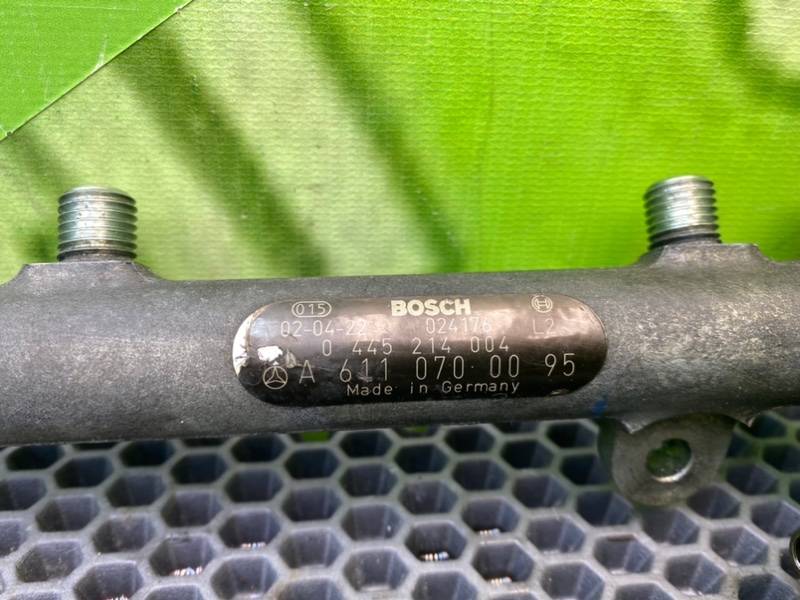 015 BOSCH
02-04-22 024176 L2
0 445 214 004
A 611 070 00 95
Made in Germany